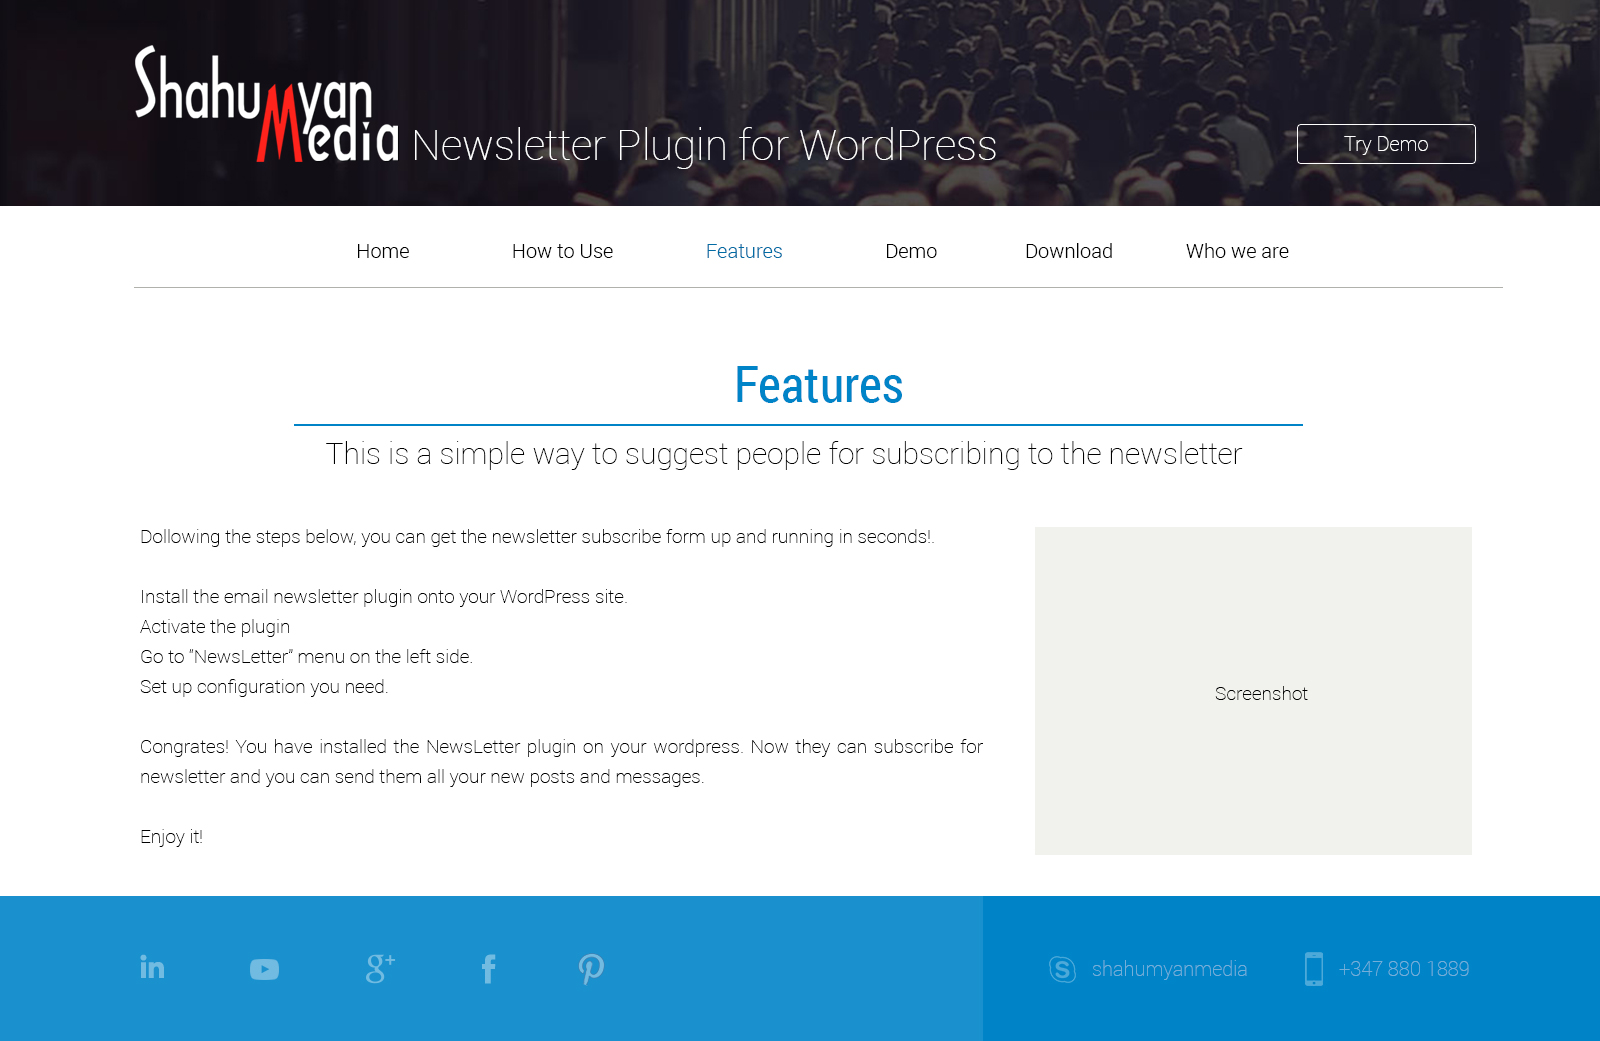 Shahumyan
Media Newsletter Plugin for WordPress
Try Demo
Home How to Use Features Demo Download Who we are
Features
This is a simple way to suggest people for subscribing to the newsletter
Dollowing the steps below, you can get the newsletter subscribe form up and running in seconds!.
Install the email newsletter plugin onto your WordPress site.
Activate the plugin
Go to "NewsLetter" menu on the left side.
Set up configuration you need.
Congrates! You have installed the NewsLetter plugin on your wordpress. Now they can subscribe for
newsletter and you can send them all your new posts and messages.
Enjoy it!
Screenshot
shahumyanmedia +347 880 1889